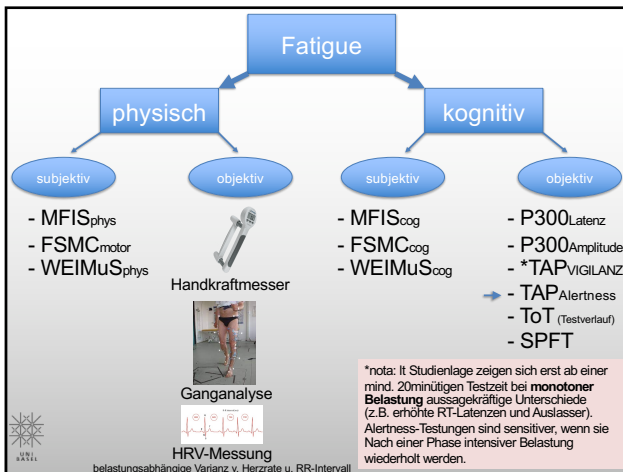 Fatigue
physisch
kognitiv
subjektiv
objektiv
subjektiv
objektiv
- MFISphys
- FSMCmotor
- WEIMuSphys
Handkraftmesser
Ganganalyse
HRV-Messung
belastungsabhängige Varianz v. Herzrate u. RR-Intervall
- MFIScog
- FSMCcog
- WEIMuScog
- P300Latenz
- P300Amplitude
- *TAPVIGILANZ
- TAPAlertness
- ToT (Testverlauf)
- SPFT
*nota: lt Studienlage zeigen sich erst ab einer
mind. 20minütigen Testzeit bei monotoner
Belastung aussagekräftige Unterschiede
(z.B. erhöhte RT-Latenzen und Auslasser).
Alertness-Testungen sind sensitiver, wenn sie
Nach einer Phase intensiver Belastung
wiederholt werden.
UNI
BASEL